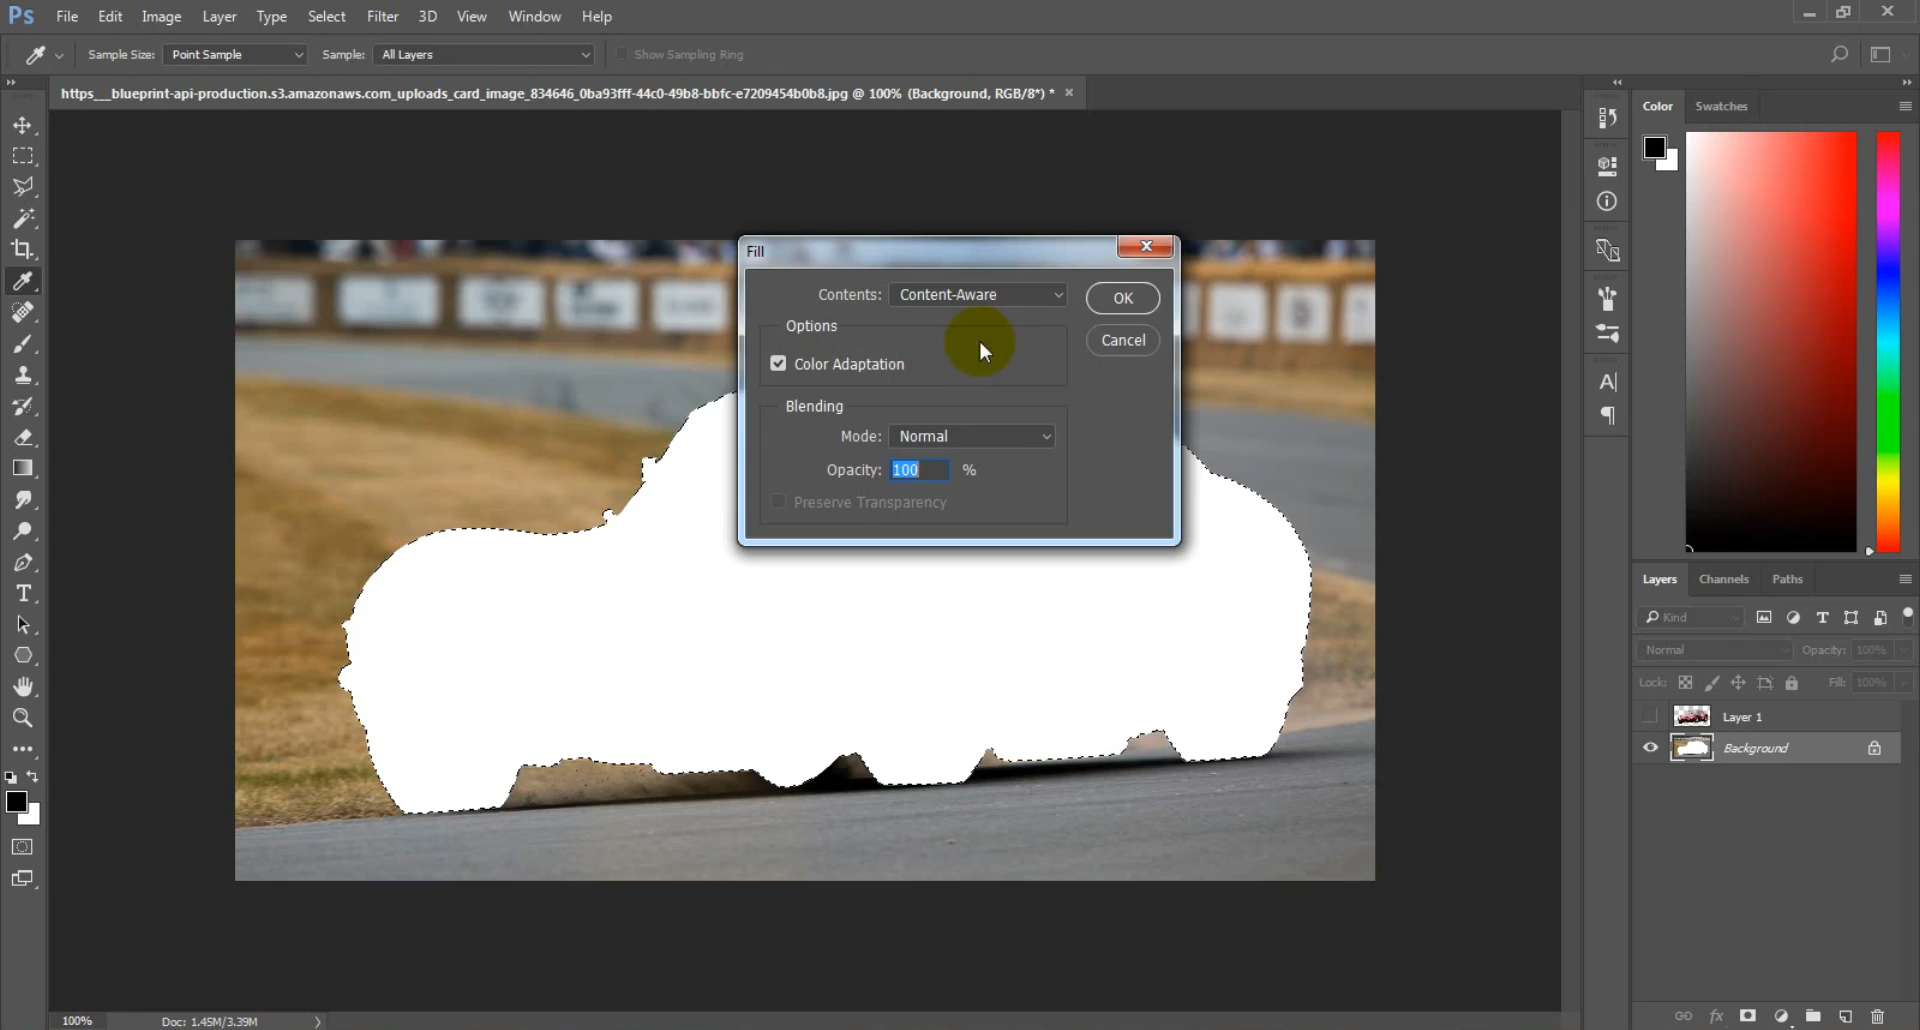 Ps File Edit Image Layer Type Select Filter 3D View Window Help
Sample Size: Point Sample Sample: All Layers Show Sampling Ring
https___blueprint-api-production.s3.amazonaws.com_uploads_card_image_834646_0ba93fff-44c0-49b8-bbfc-e7209454b0b8.jpg @ 100% (Background, RGB/8*) *
Color Swatches
Fill
Contents: Content-Aware
OK
Options
Cancel
Color Adaptation
Blending
Mode: Normal
Opacity: 100 %
Preserve Transparency
Layers Channels Paths
Kind
Normal Opacity: 100%
Lock: Fill: 100%
Layer 1
Background
100% Doc: 1.45M/3.39M